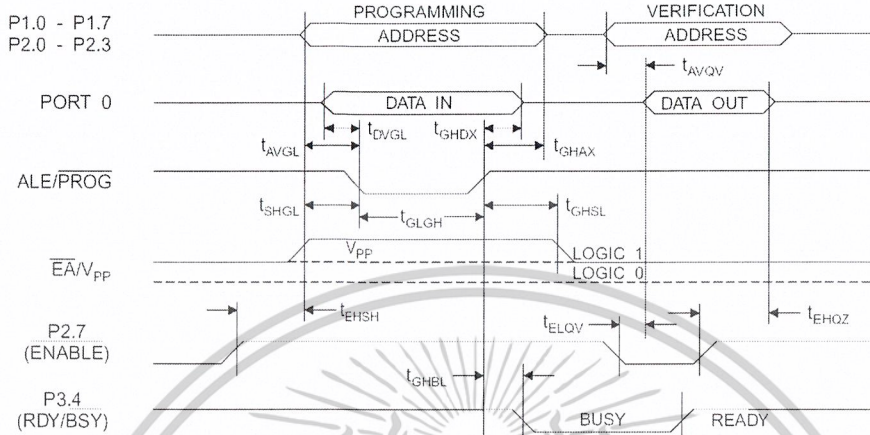 PROGRAMMING
VERIFICATION
P1.0 - P1.7
P2.0 - P2.3
ADDRESS
ADDRESS
tAVQV
PORT 0
DATA IN
DATA OUT
tDVGL
tGHDX
tAVGL
tGHAX
ALE/PROG
tSHGL
tGLGH
tGHSL
VPP
LOGIC 1
EA/VPP
LOGIC 0
tEHSH
tELQV
tEHQZ
P2.7
(ENABLE)
tGHBL
P3.4
(RDY/BSY)
BUSY
READY